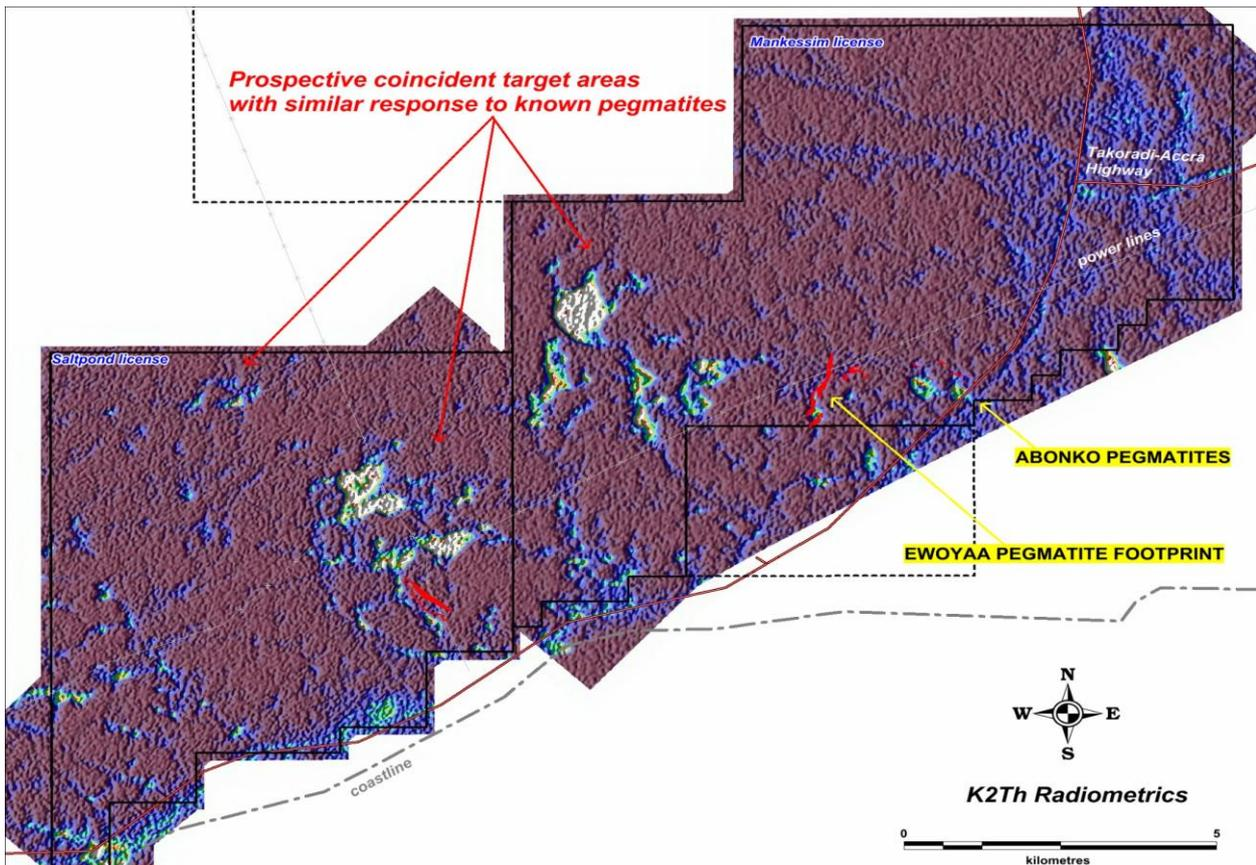 Mankessim license
Prospective coincident target areas
with similar response to known pegmatites
Takoradi-Accra
Highway
power lines
Saltpond license
ABONKO PEGMATITES
EWOYAA PEGMATITE FOOTPRINT
coastline
N
W E
S
K2Th Radiometrics
0 5
kilometres